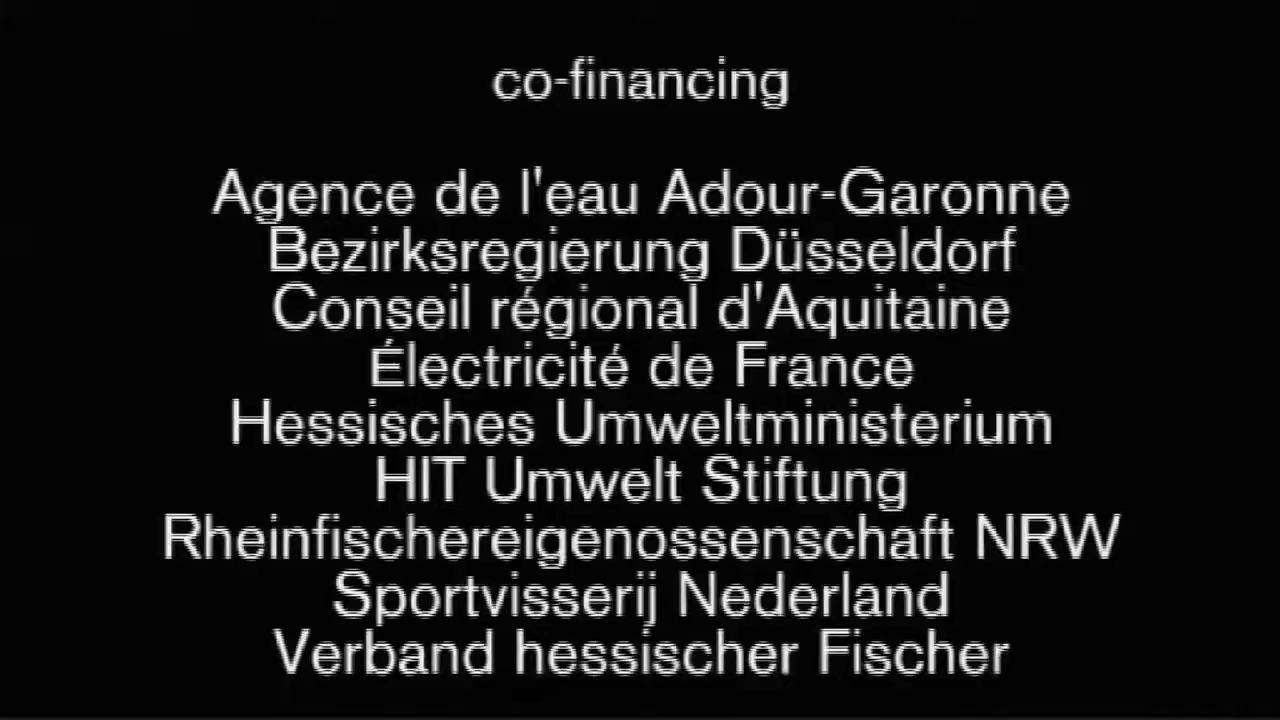 co-financing
Agence de l'eau Adour-Garonne
Bezirksregierung Düsseldorf
Conseil régional d'Aquitaine
Électricité de France
Hessisches Umweltministerium
HIT Umwelt Stiftung
Rheinfischereigenossenschaft NRW
Sportvisserij Nederland
Verband hessischer Fischer